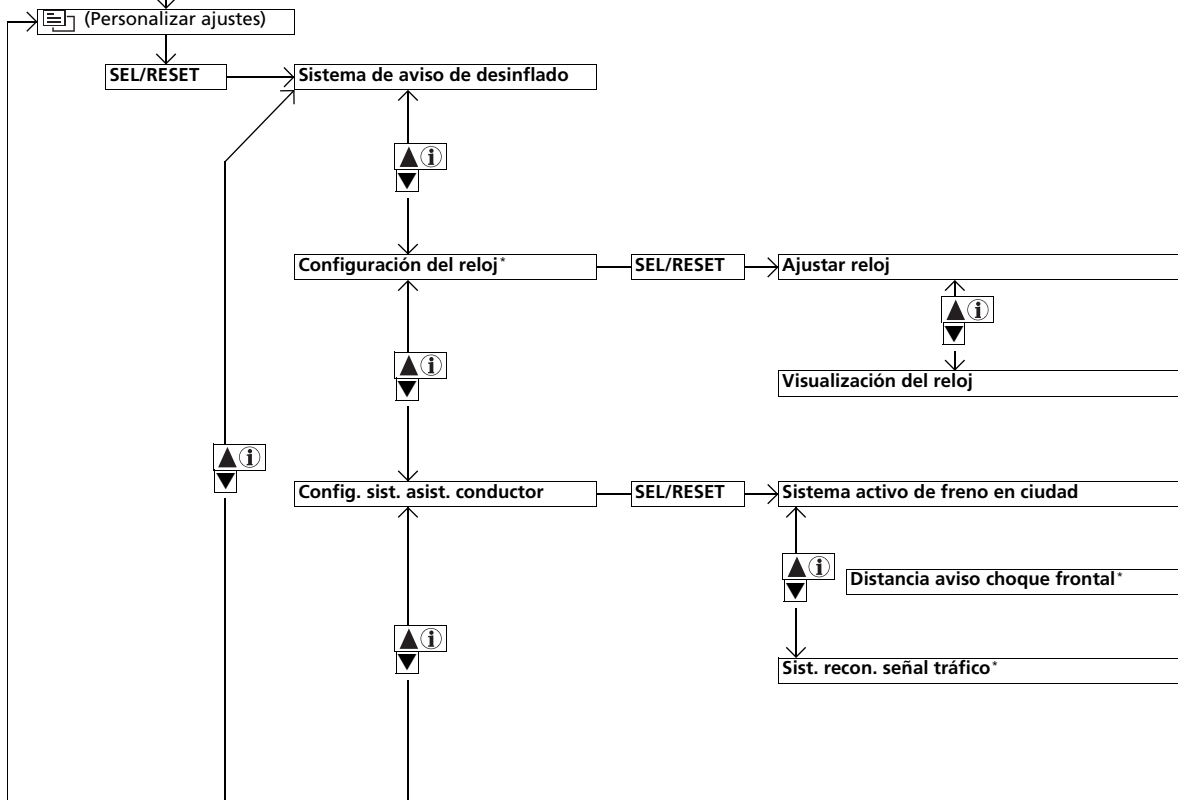 (Personalizar ajustes)
SEL/RESET
Sistema de aviso de desinflado
▲ i
▼
Configuración del reloj*
SEL/RESET
Ajustar reloj
▲ i
▼
Visualización del reloj
▲ i
▼
▲ i
▼
Config. sist. asist. conductor
SEL/RESET
Sistema activo de freno en ciudad
▲ i
▼
Distancia aviso choque frontal*
Sist. recon. señal tráfico*
▲ i
▼